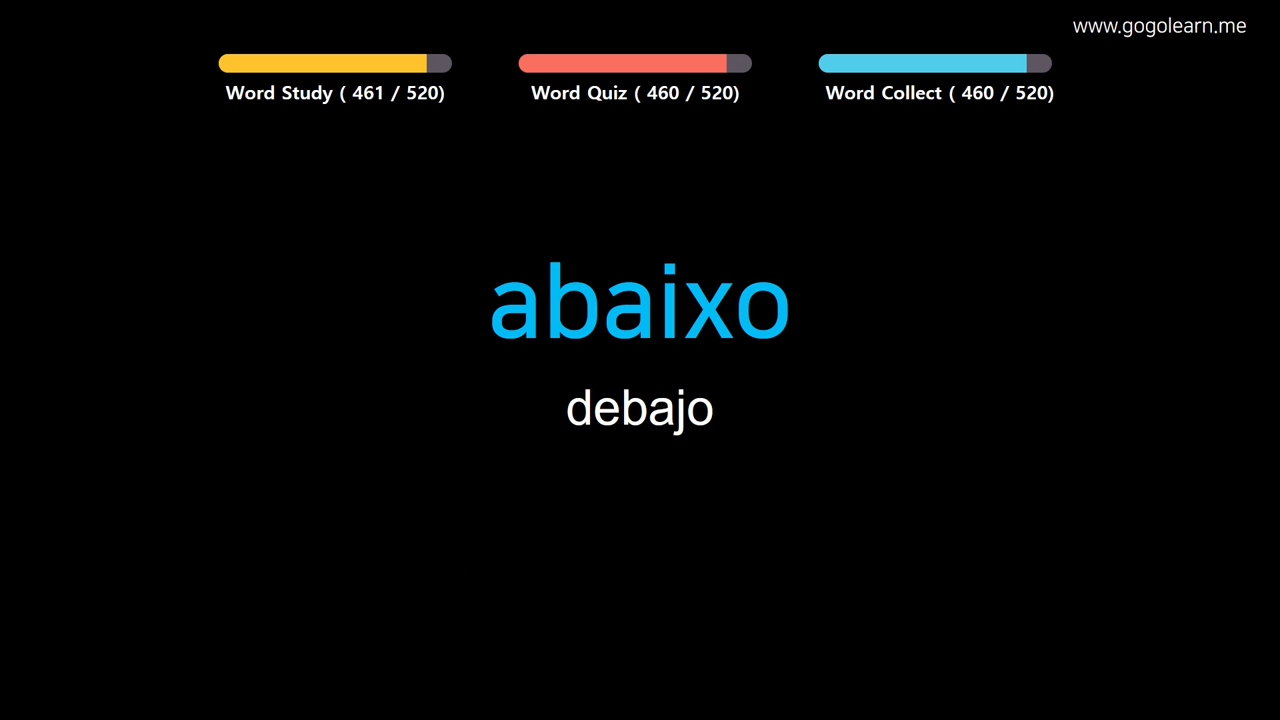 www.gogolearn.me
Word Study ( 461 / 520)
Word Quiz ( 460 / 520)
Word Collect ( 460 / 520)
abaixo
debajo